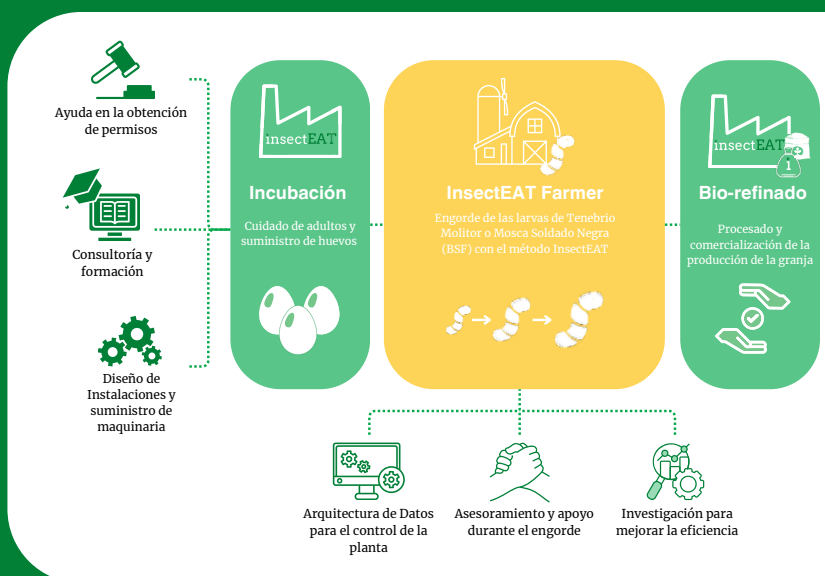 Ayuda en la obtención
de permisos
Consultoría y
formación
Diseño de
Instalaciones y
suministro de
maquinaria
insectEAT
Incubación
Cuidado de adultos y
suministro de huevos
InsectEAT Farmer
Engorde de las larvas de Tenebrio
Molitor o Mosca Soldado Negra
(BSF) con el método InsectEAT
insectEAT
Bio-refinado
Procesado y
comercialización de la
producción de la granja
Arquitectura de Datos
para el control de la
planta
Asesoramiento y apoyo
durante el engorde
Investigación para
mejorar la eficiencia